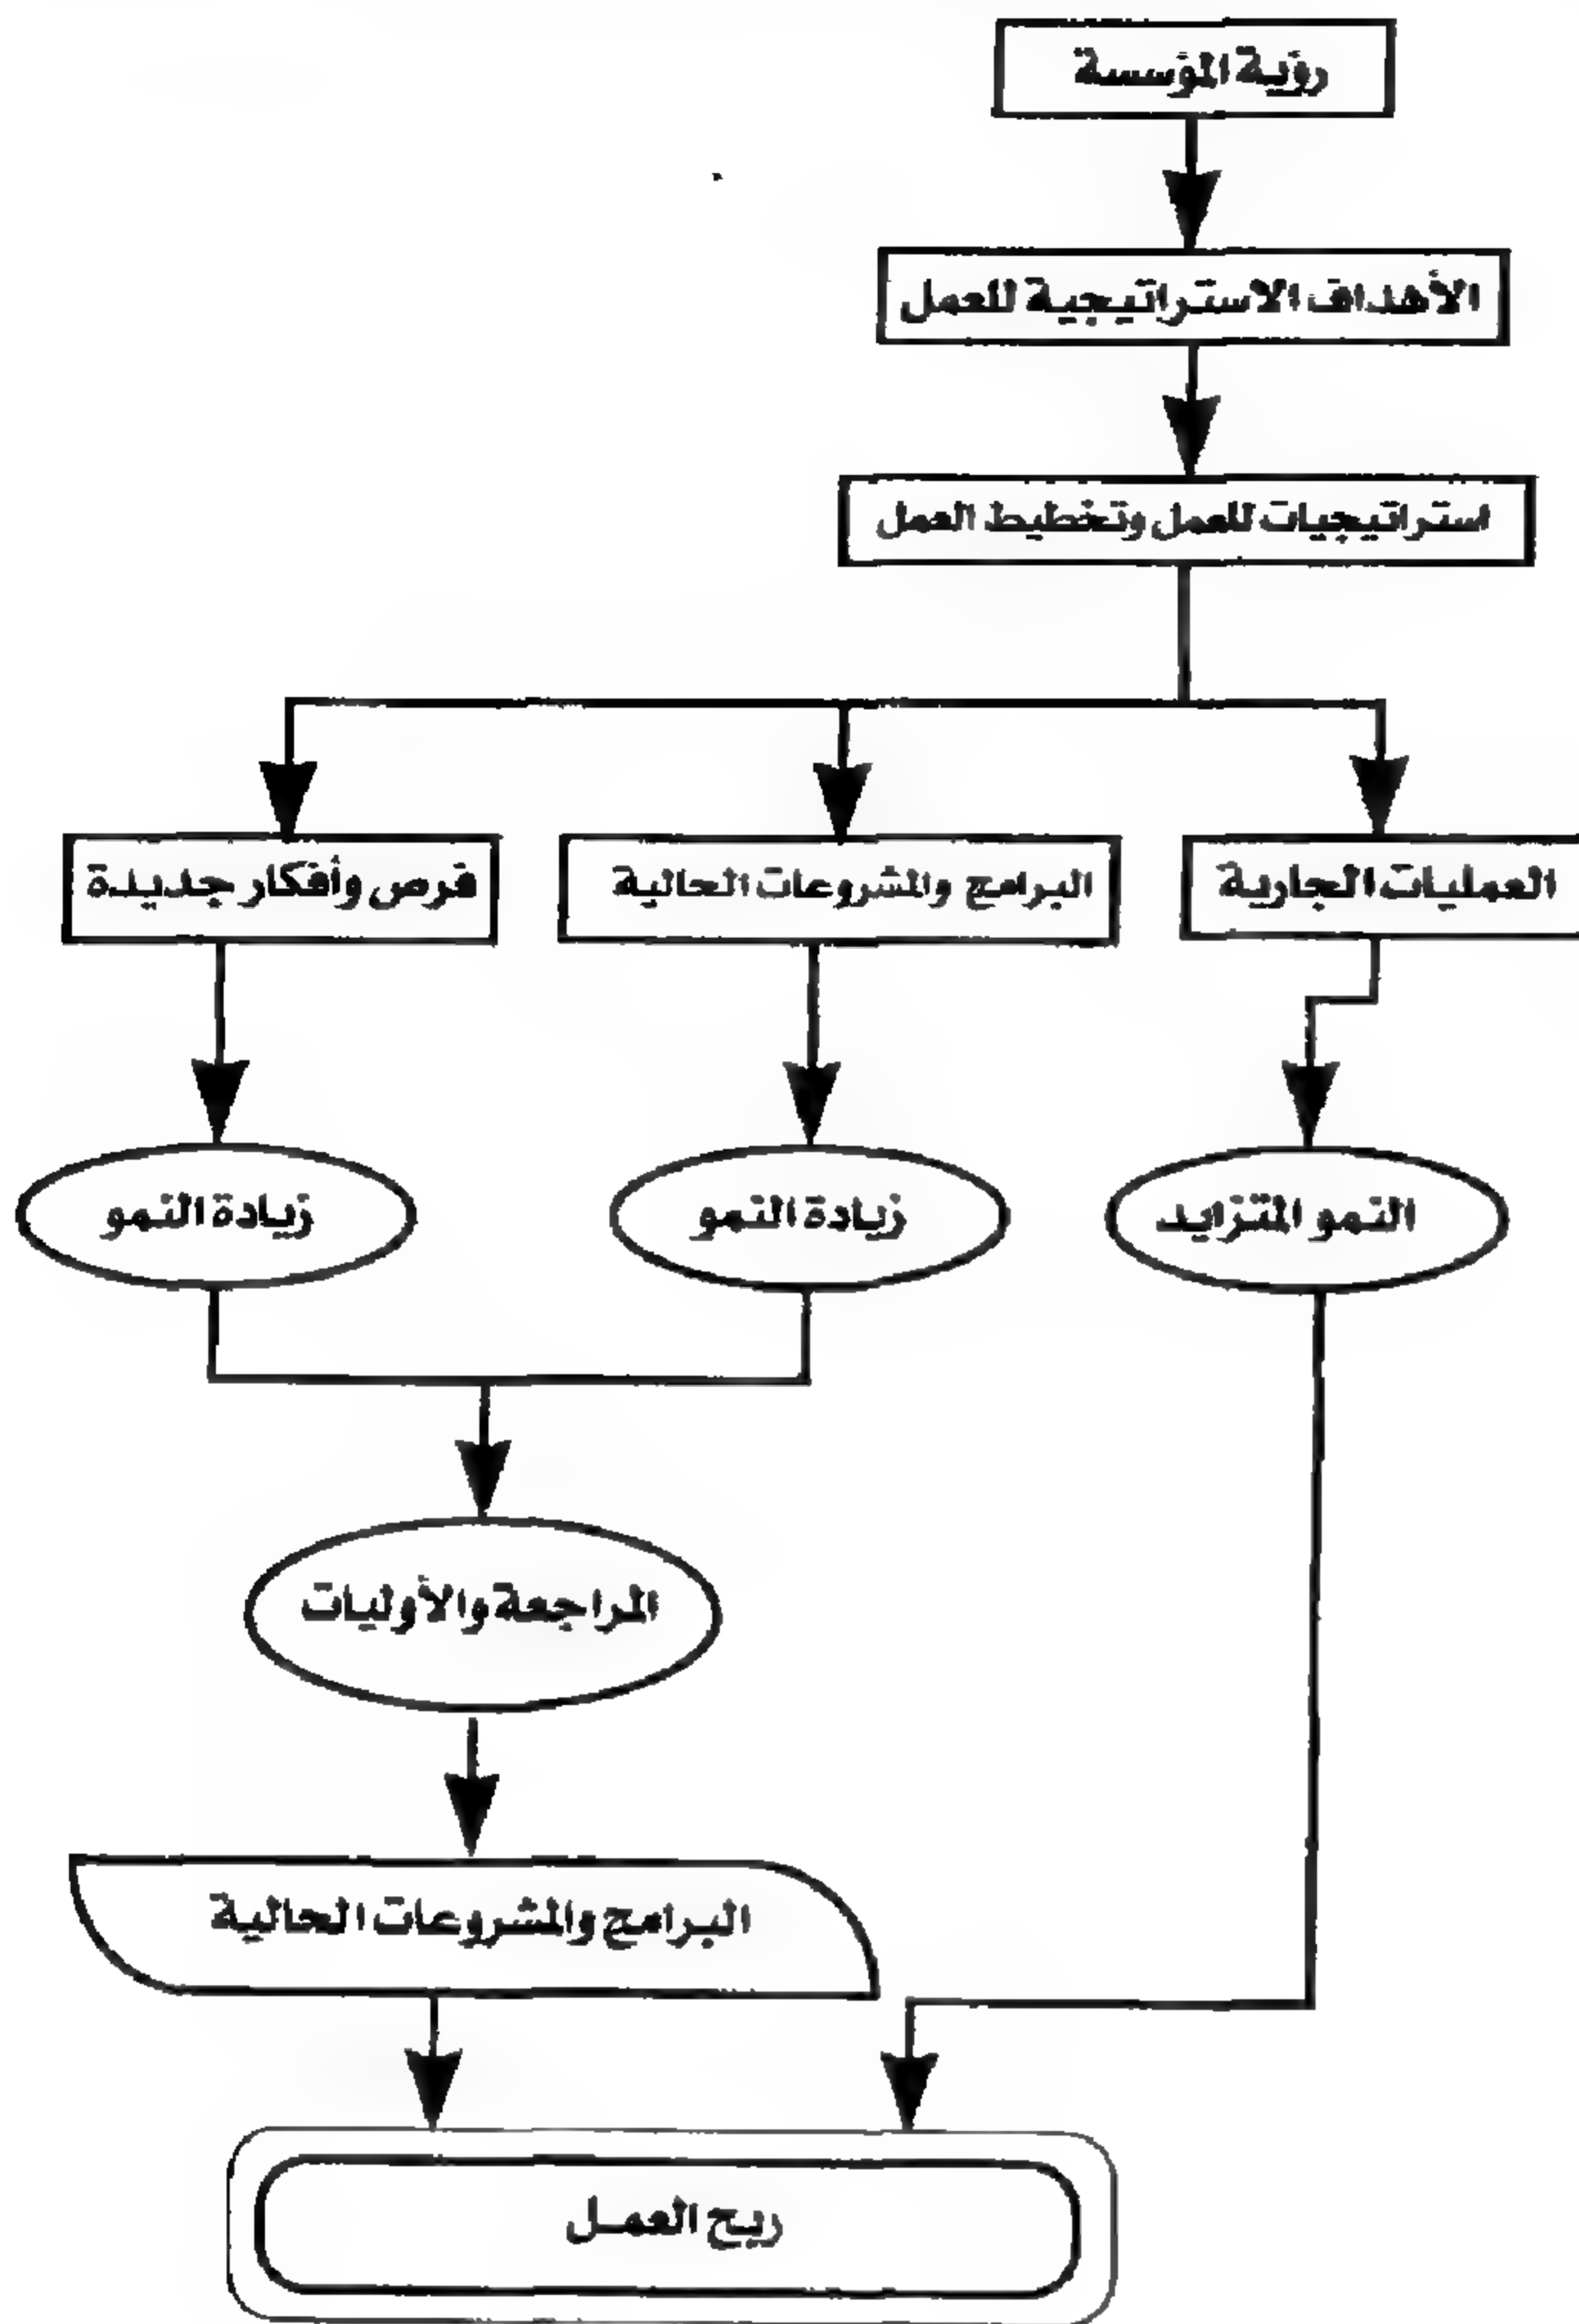 رؤية المؤسسة
الأهداف الاستراتيجية للعمل
استراتيجيات للعمل وتخطيط العمل
العمليات الجارية
البرامج والمشروعات الحالية
فرص وأفكار جديدة
النمو المتزايد
زيادة النمو
زيادة النمو
المراجعة والأوليات
البرامج والمشروعات الحالية
ربح العمل